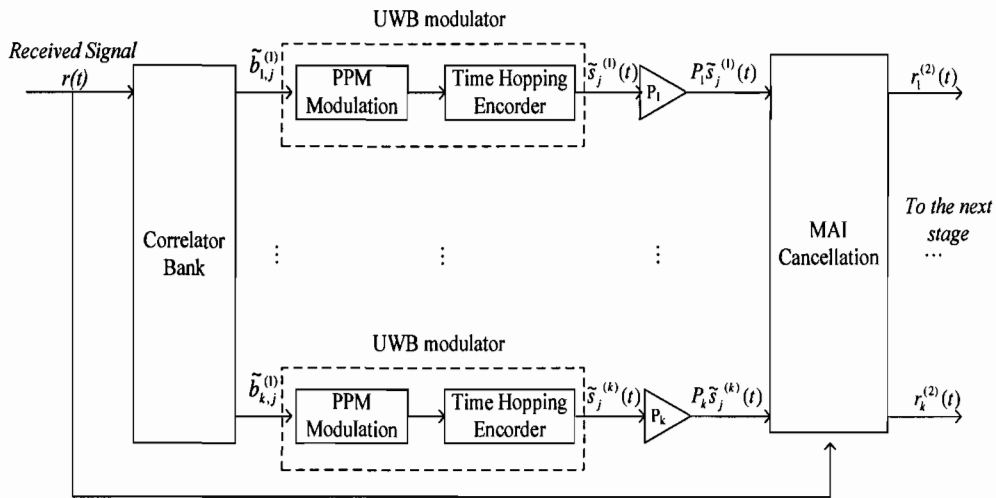 UWB modulator
Received Signal
r(t)
b̃₁,ⱼ⁽¹⁾
PPM
Modulation
Time Hopping
Encorder
s̃ⱼ⁽¹⁾(t)
P₁
P₁s̃ⱼ⁽¹⁾(t)
r₁⁽²⁾(t)
Correlator
Bank
⋮
⋮
⋮
MAI
Cancellation
To the next
stage
...
UWB modulator
b̃ₖ,ⱼ⁽¹⁾
PPM
Modulation
Time Hopping
Encorder
s̃ⱼ⁽ᵏ⁾(t)
Pₖ
Pₖs̃ⱼ⁽ᵏ⁾(t)
rₖ⁽²⁾(t)